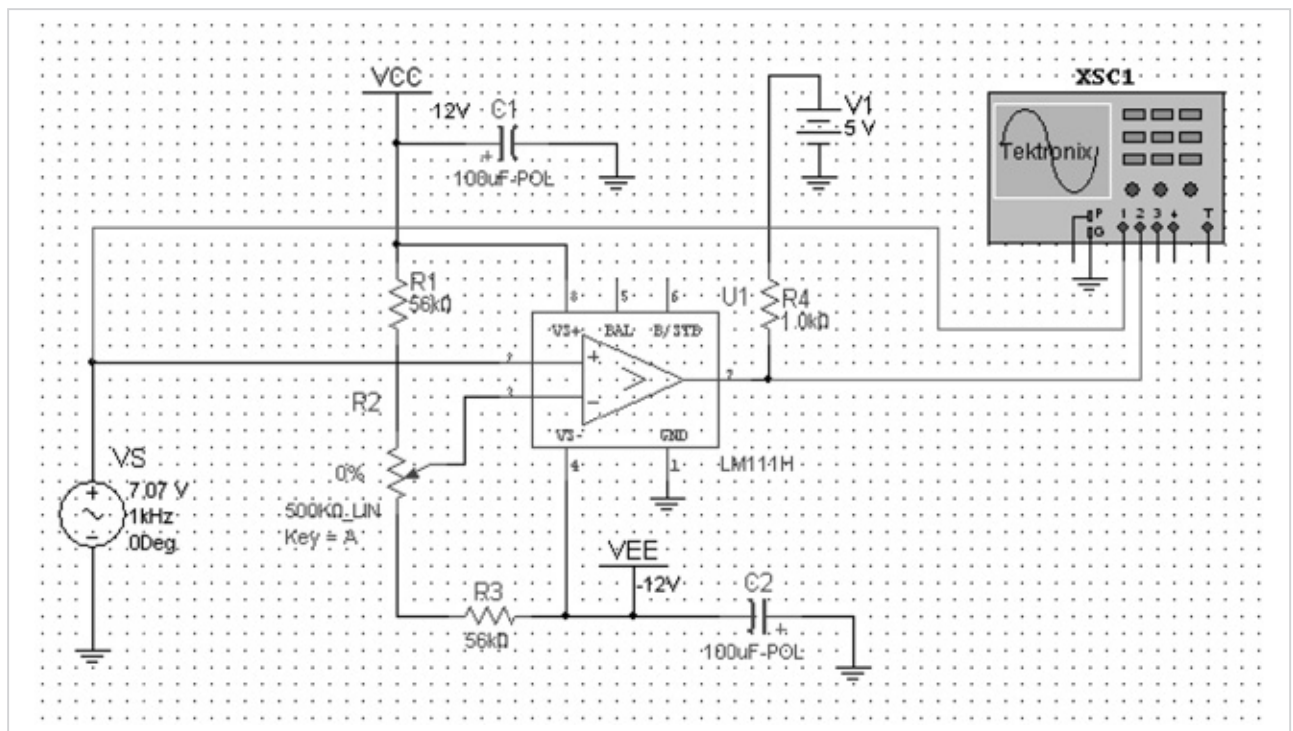 XSC1
VCC
12V
C1
100uF-POL
V1
5 V
Tektronix
P
G
1
2
3
4
T
R1
56kΩ
8
5
6
U1
R4
1.0kΩ
VS+
BAL
B/STB
2
+
7
R2
3
−
VS-
GND
4
1
LM111H
VS
7.07 V
1kHz
0Deg
0%
500KΩ_LIN
Key = A
VEE
-12V
R3
56kΩ
C2
100uF-POL